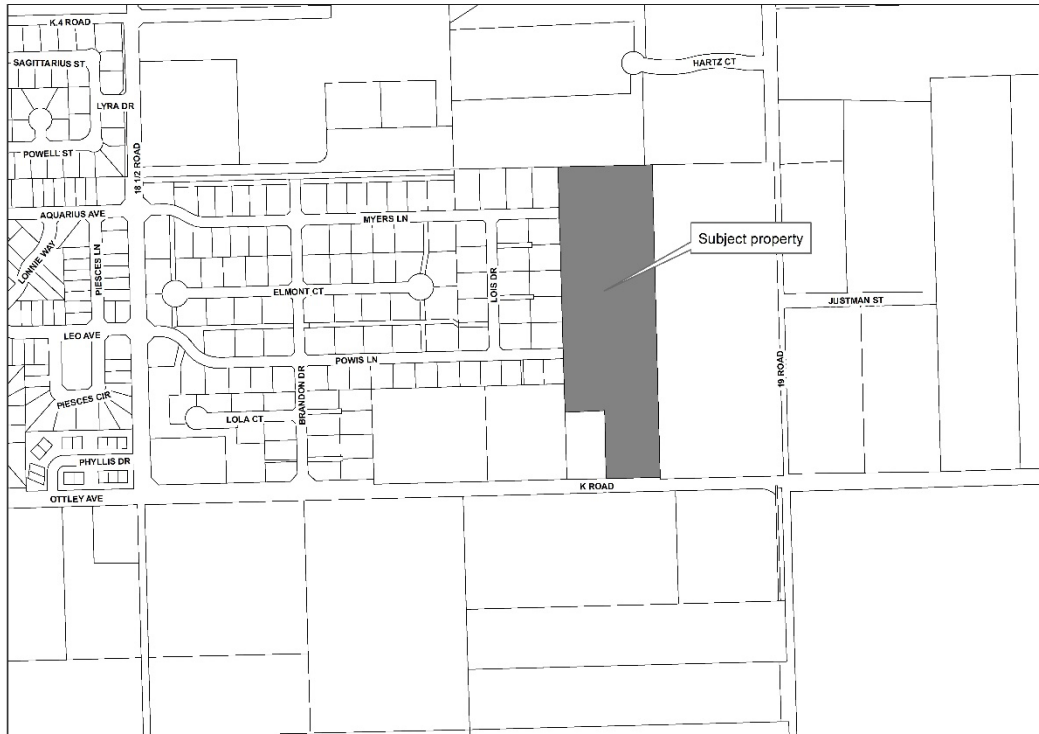 K.4 ROAD
SAGITTARIUS ST
HARTZ CT
LYRA DR
POWELL ST
18 1/2 ROAD
AQUARIUS AVE
MYERS LN
LONNIE WAY
PIESCES LN
Subject property
ELMONT CT
LOIS DR
JUSTMAN ST
LEO AVE
POWIS LN
19 ROAD
BRANDON DR
PIESCES CIR
LOLA CT
PHYLLIS DR
K ROAD
OTTLEY AVE